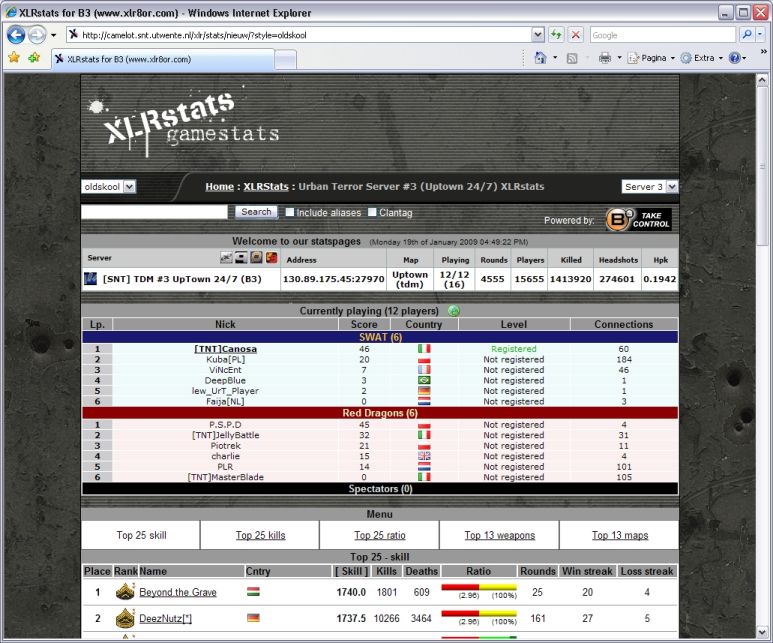 XLRstats for B3 (www.xlr8or.com) - Windows Internet Explorer
http://camelot.snt.utwente.nl/xlr/stats/nieuw/?style=oldskool
Google
XLRstats for B3 (www.xlr8or.com)
Pagina Extra
XLRstats
gamestats
oldskool Home : XLRStats : Urban Terror Server #3 (Uptown 24/7) XLRstats Server 3
Search Include aliases Clantag
Powered by: B3 TAKE CONTROL
Welcome to our statspages (Monday 19th of January 2009 04:49:22 PM)
Server Address Map Playing Rounds Players Killed Headshots Hpk
[SNT] TDM #3 UpTown 24/7 (B3) 130.89.175.45:27970 Uptown (tdm) 12/12 (16) 4555 15655 1413920 274601 0.1942
Currently playing (12 players)
Lp. Nick Score Country Level Connections
SWAT (6)
1 [TNT]Canosa 46 Registered 60
2 Kuba[PL] 20 Not registered 184
3 ViNcEnt 7 Not registered 46
4 DeepBlue 3 Not registered 1
5 lew_UrT_Player 2 Not registered 1
6 Faija[NL] 0 Not registered 3
Red Dragons (6)
1 P.S.P.D 45 Not registered 4
2 [TNT]JellyBattle 32 Not registered 31
3 Piotrek 21 Not registered 11
4 charlie 15 Not registered 4
5 PLR 14 Not registered 101
6 [TNT]MasterBlade 0 Not registered 105
Spectators (0)
Menu
Top 25 skill Top 25 kills Top 25 ratio Top 13 weapons Top 13 maps
Top 25 - skill
Place Rank Name Cntry [ Skill ] Kills Deaths Ratio Rounds Win streak Loss streak
1 Beyond the Grave 1740.0 1801 609 (2.96) (100%) 25 20 4
2 DeezNutz[*] 1737.5 10266 3464 (2.96) (100%) 161 27 5